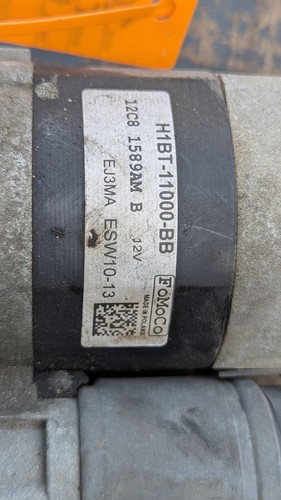 H1BT-11000-BB FoMoCo
12C8 1589AM B 12V MADE IN POLAND
EJ3MA ESW10-13